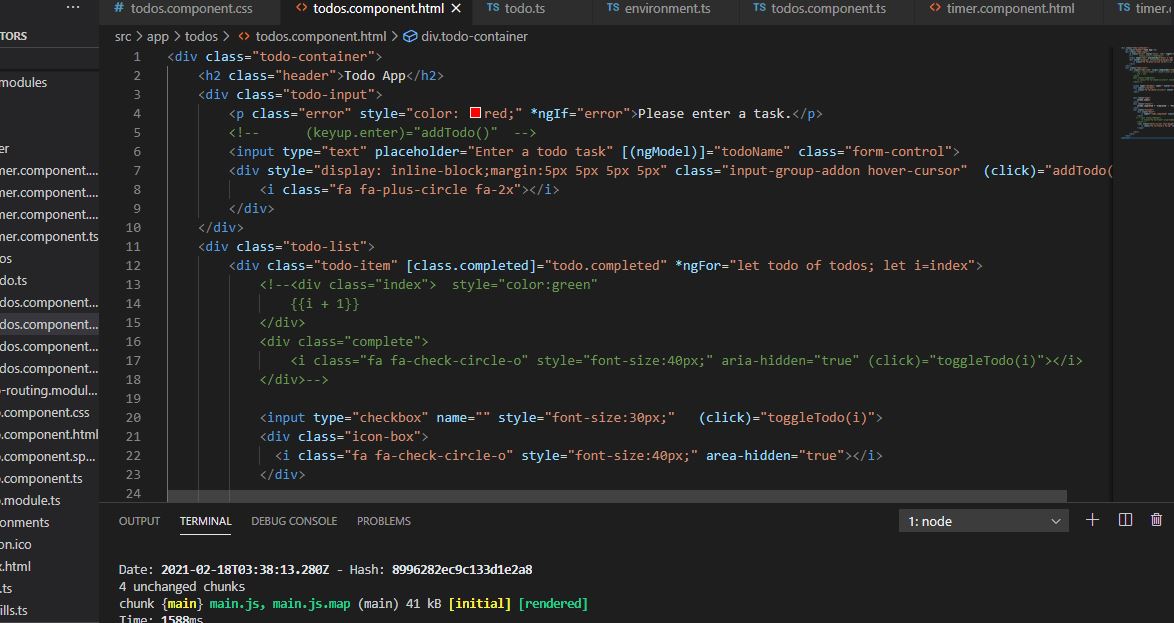 # todos.component.css
<> todos.component.html ×
TS todo.ts
TS environment.ts
TS todos.component.ts
<> timer.component.html
TS timer.
TORS
src > app > todos > <> todos.component.html > div.todo-container
modules
er
mer.component....
mer.component....
mer.component....
mer.component.ts
os
do.ts
dos.component...
dos.component...
dos.component...
dos.component...
-routing.modul...
.component.css
.component.html
.component.sp...
.component.ts
.module.ts
onments
on.ico
x.html
.ts
ills.ts
1 <div class="todo-container">
2 <h2 class="header">Todo App</h2>
3 <div class="todo-input">
4 <p class="error" style="color: red;" *ngIf="error">Please enter a task.</p>
5 <!-- (keyup.enter)="addTodo()" -->
6 <input type="text" placeholder="Enter a todo task" [(ngModel)]="todoName" class="form-control">
7 <div style="display: inline-block;margin:5px 5px 5px 5px" class="input-group-addon hover-cursor" (click)="addTodo(
8 <i class="fa fa-plus-circle fa-2x"></i>
9 </div>
10 </div>
11 <div class="todo-list">
12 <div class="todo-item" [class.completed]="todo.completed" *ngFor="let todo of todos; let i=index">
13 <!--<div class="index"> style="color:green"
14 {{i + 1}}
15 </div>
16 <div class="complete">
17 <i class="fa fa-check-circle-o" style="font-size:40px;" aria-hidden="true" (click)="toggleTodo(i)"></i>
18 </div>-->
19
20 <input type="checkbox" name="" style="font-size:30px;" (click)="toggleTodo(i)">
21 <div class="icon-box">
22 <i class="fa fa-check-circle-o" style="font-size:40px;" area-hidden="true"></i>
23 </div>
24
OUTPUT TERMINAL DEBUG CONSOLE PROBLEMS
1: node
Date: 2021-02-18T03:38:13.280Z - Hash: 8996282ec9c133d1e2a8
4 unchanged chunks
chunk {main} main.js, main.js.map (main) 41 kB [initial] [rendered]
Time: 1588ms